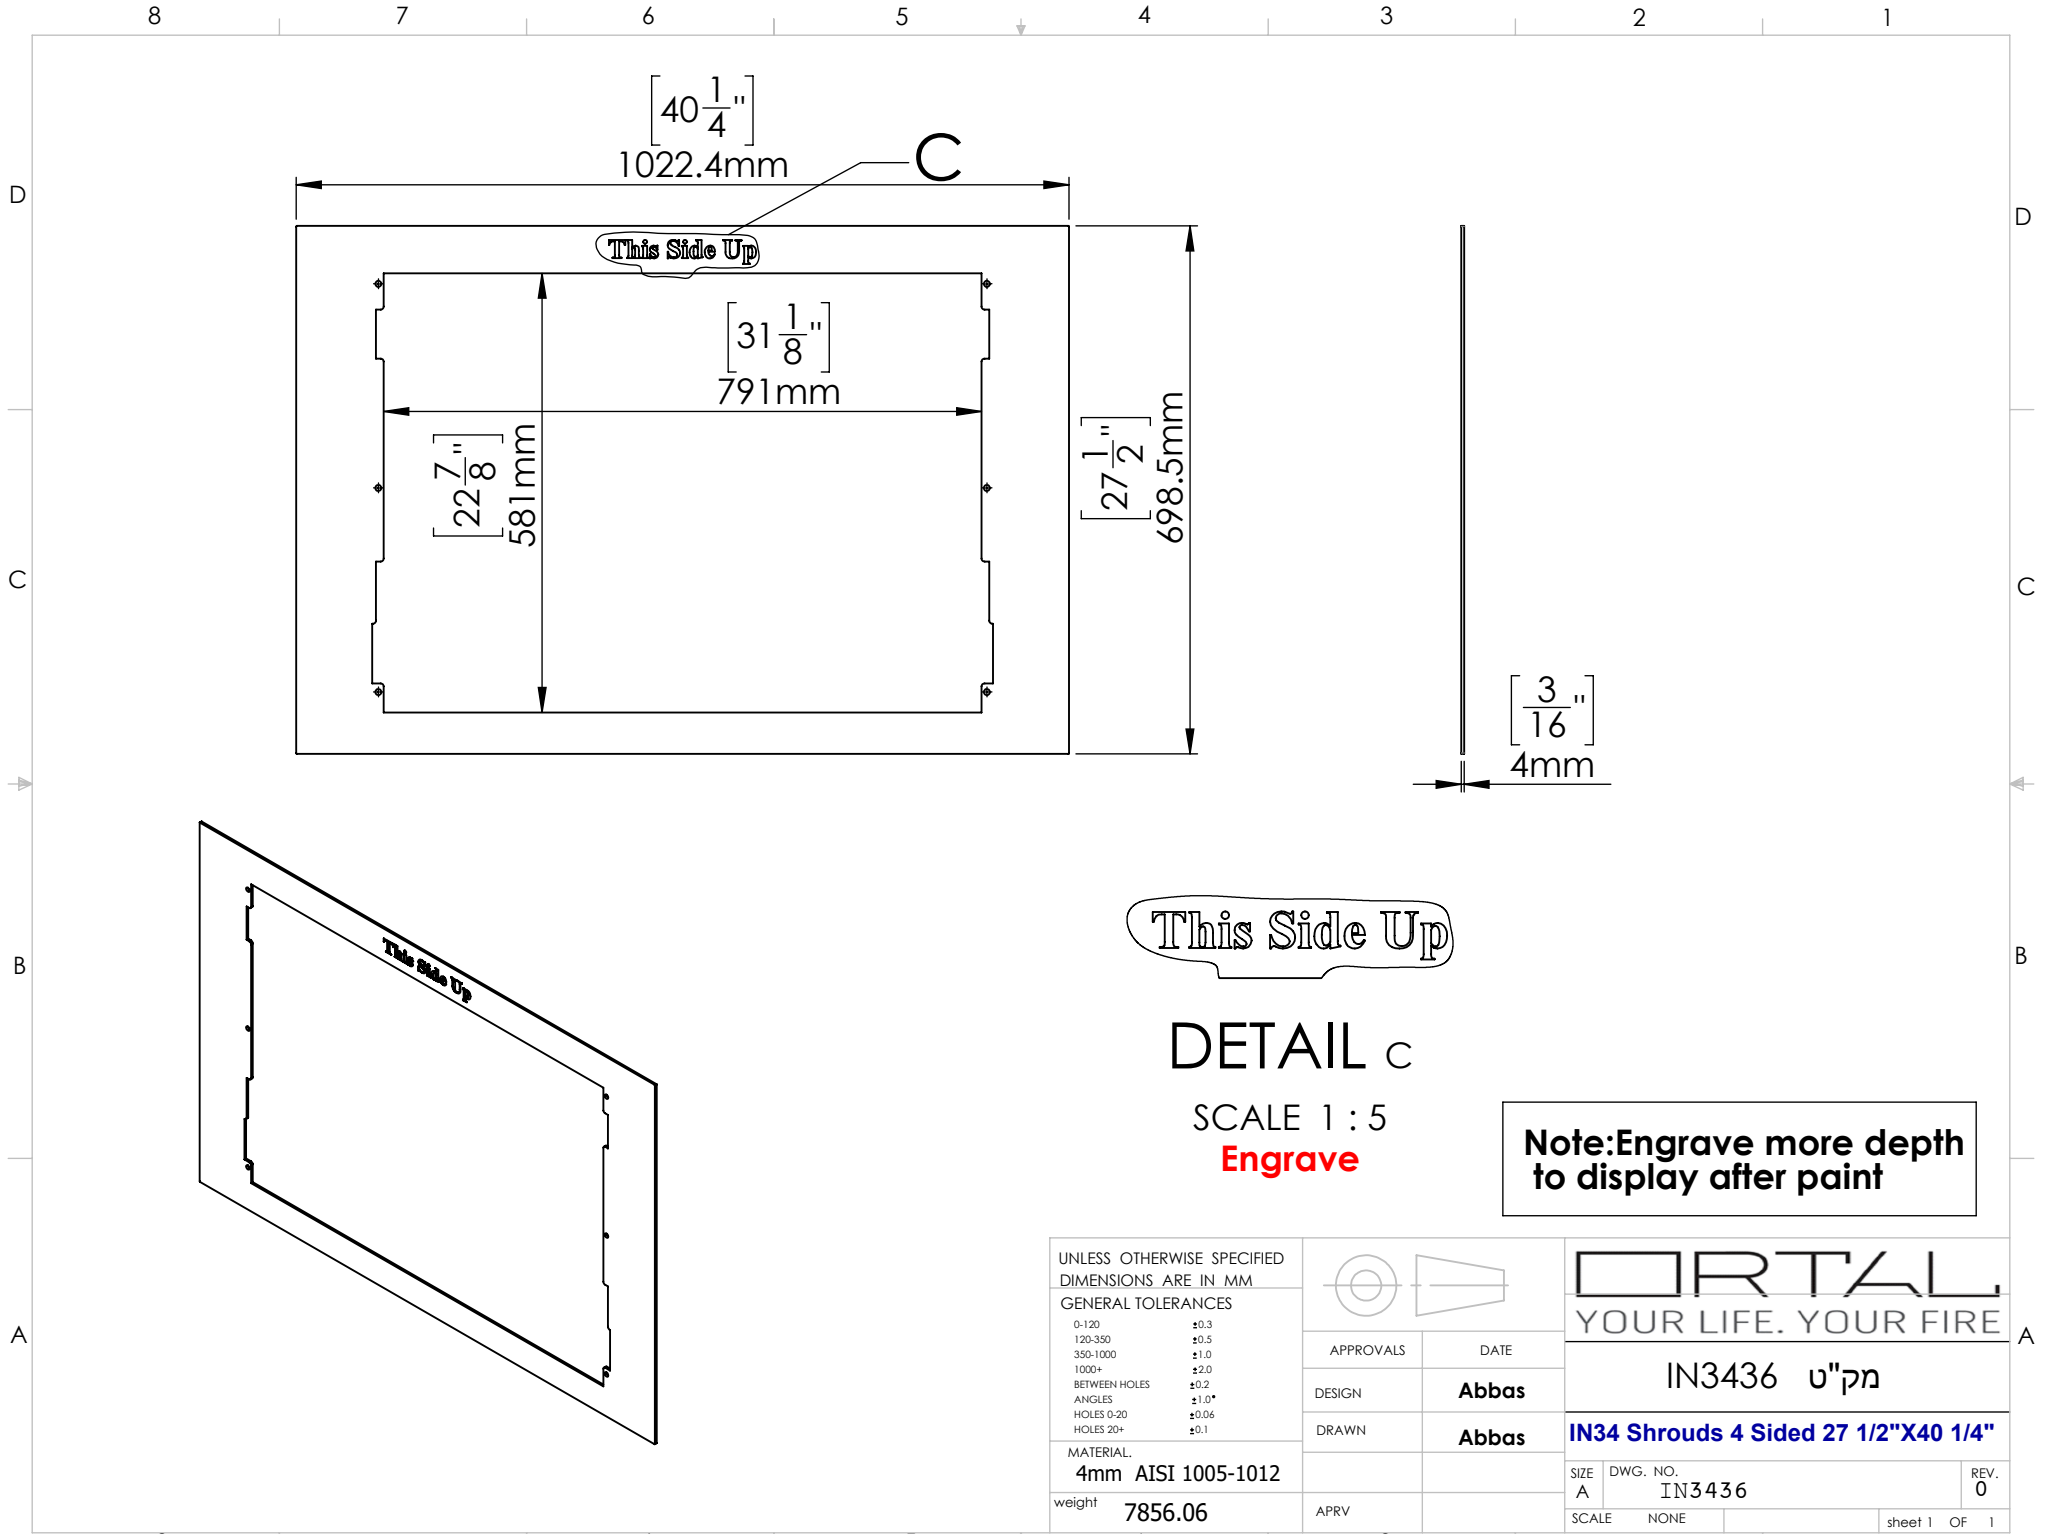 8 7 6 5 4 3 2 1
D
D
C
C
B
B
A
A
[40 1/4"]
1022.4mm
C
This Side Up
[31 1/8"]
791mm
[22 7/8"]
581mm
[27 1/2"]
698.5mm
[3/16"]
4mm
This Side Up
This Side Up
DETAIL C
SCALE 1 : 5
Engrave
Note:Engrave more depth
to display after paint
UNLESS OTHERWISE SPECIFIED
DIMENSIONS ARE IN MM
GENERAL TOLERANCES
0-120 ±0.3
120-350 ±0.5
350-1000 ±1.0
1000+ ±2.0
BETWEEN HOLES ±0.2
ANGLES ±1.0°
HOLES 0-20 ±0.06
HOLES 20+ ±0.1
MATERIAL.
4mm AISI 1005-1012
weight 7856.06
APPROVALS DATE
DESIGN Abbas
DRAWN Abbas
APRV
ORTAL
YOUR LIFE. YOUR FIRE
IN3436 מק"ט
IN34 Shrouds 4 Sided 27 1/2"X40 1/4"
SIZE
A
DWG. NO.
IN3436
REV.
0
SCALE NONE
sheet 1 OF 1